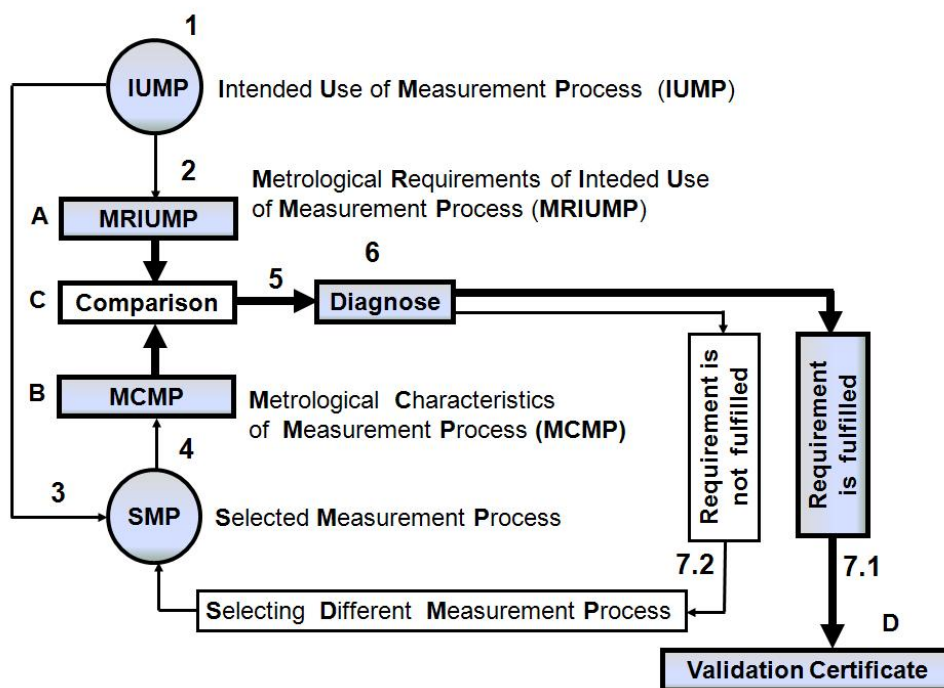 1
IUMP
Intended Use of Measurement Process (IUMP)
2
Metrological Requirements of Inteded Use
of Measurement Process (MRIUMP)
A
MRIUMP
6
5
C
Comparison
Diagnose
B
MCMP
Metrological Characteristics
of Measurement Process (MCMP)
Requirement is
not fulfilled
Requirement
is fulfilled
4
3
SMP
Selected Measurement Process
7.2
7.1
Selecting Different Measurement Process
D
Validation Certificate